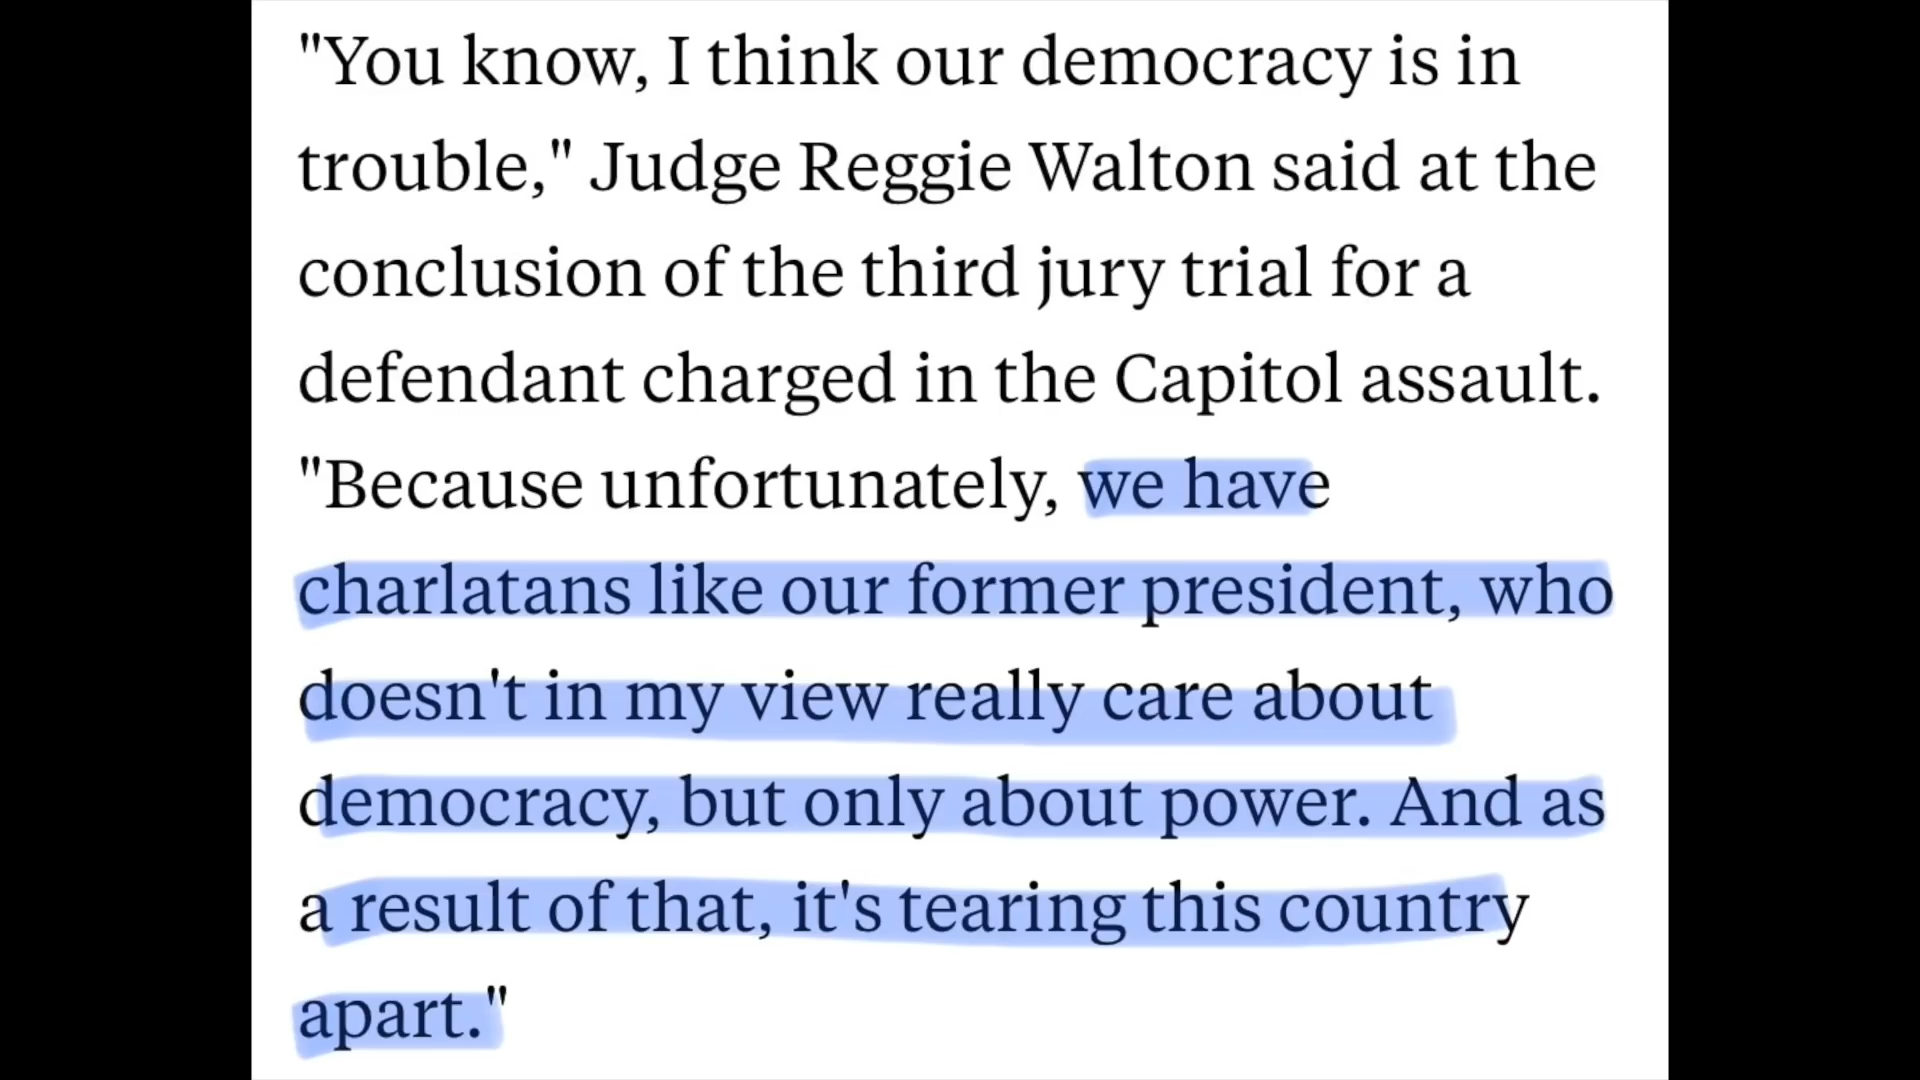 "You know, I think our democracy is in
trouble," Judge Reggie Walton said at the
conclusion of the third jury trial for a
defendant charged in the Capitol assault.
"Because unfortunately, we have
charlatans like our former president, who
doesn't in my view really care about
democracy, but only about power. And as
a result of that, it's tearing this country
apart."